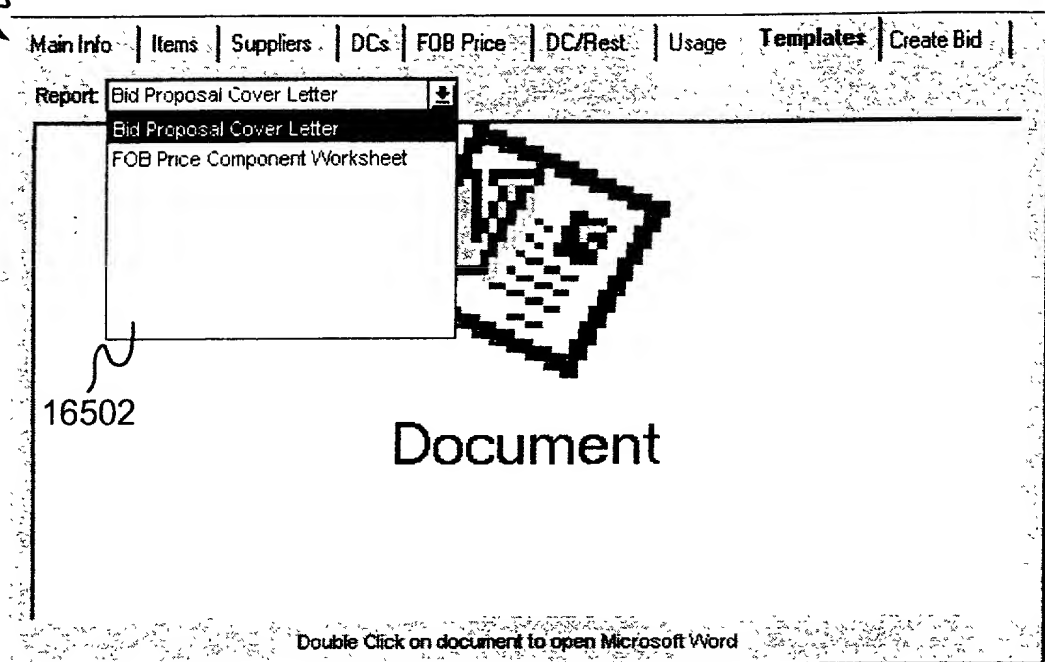 Main Info Items Suppliers DCs FOB Price DC/Rest. Usage Templates Create Bid
Report: Bid Proposal Cover Letter
Bid Proposal Cover Letter
FOB Price Component Worksheet
16502
Document
Double Click on document to open Microsoft Word